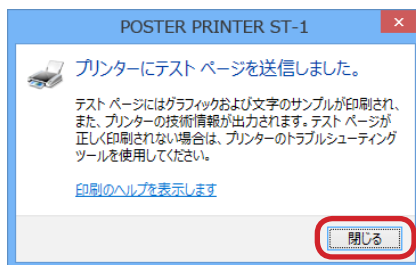 POSTER PRINTER ST-1
×
プリンターにテスト ページを送信しました。
テスト ページにはグラフィックおよび文字のサンプルが印刷され、
また、プリンターの技術情報が出力されます。テスト ページが
正しく印刷されない場合は、プリンターのトラブルシューティング
ツールを使用してください。
印刷のヘルプを表示します
閉じる